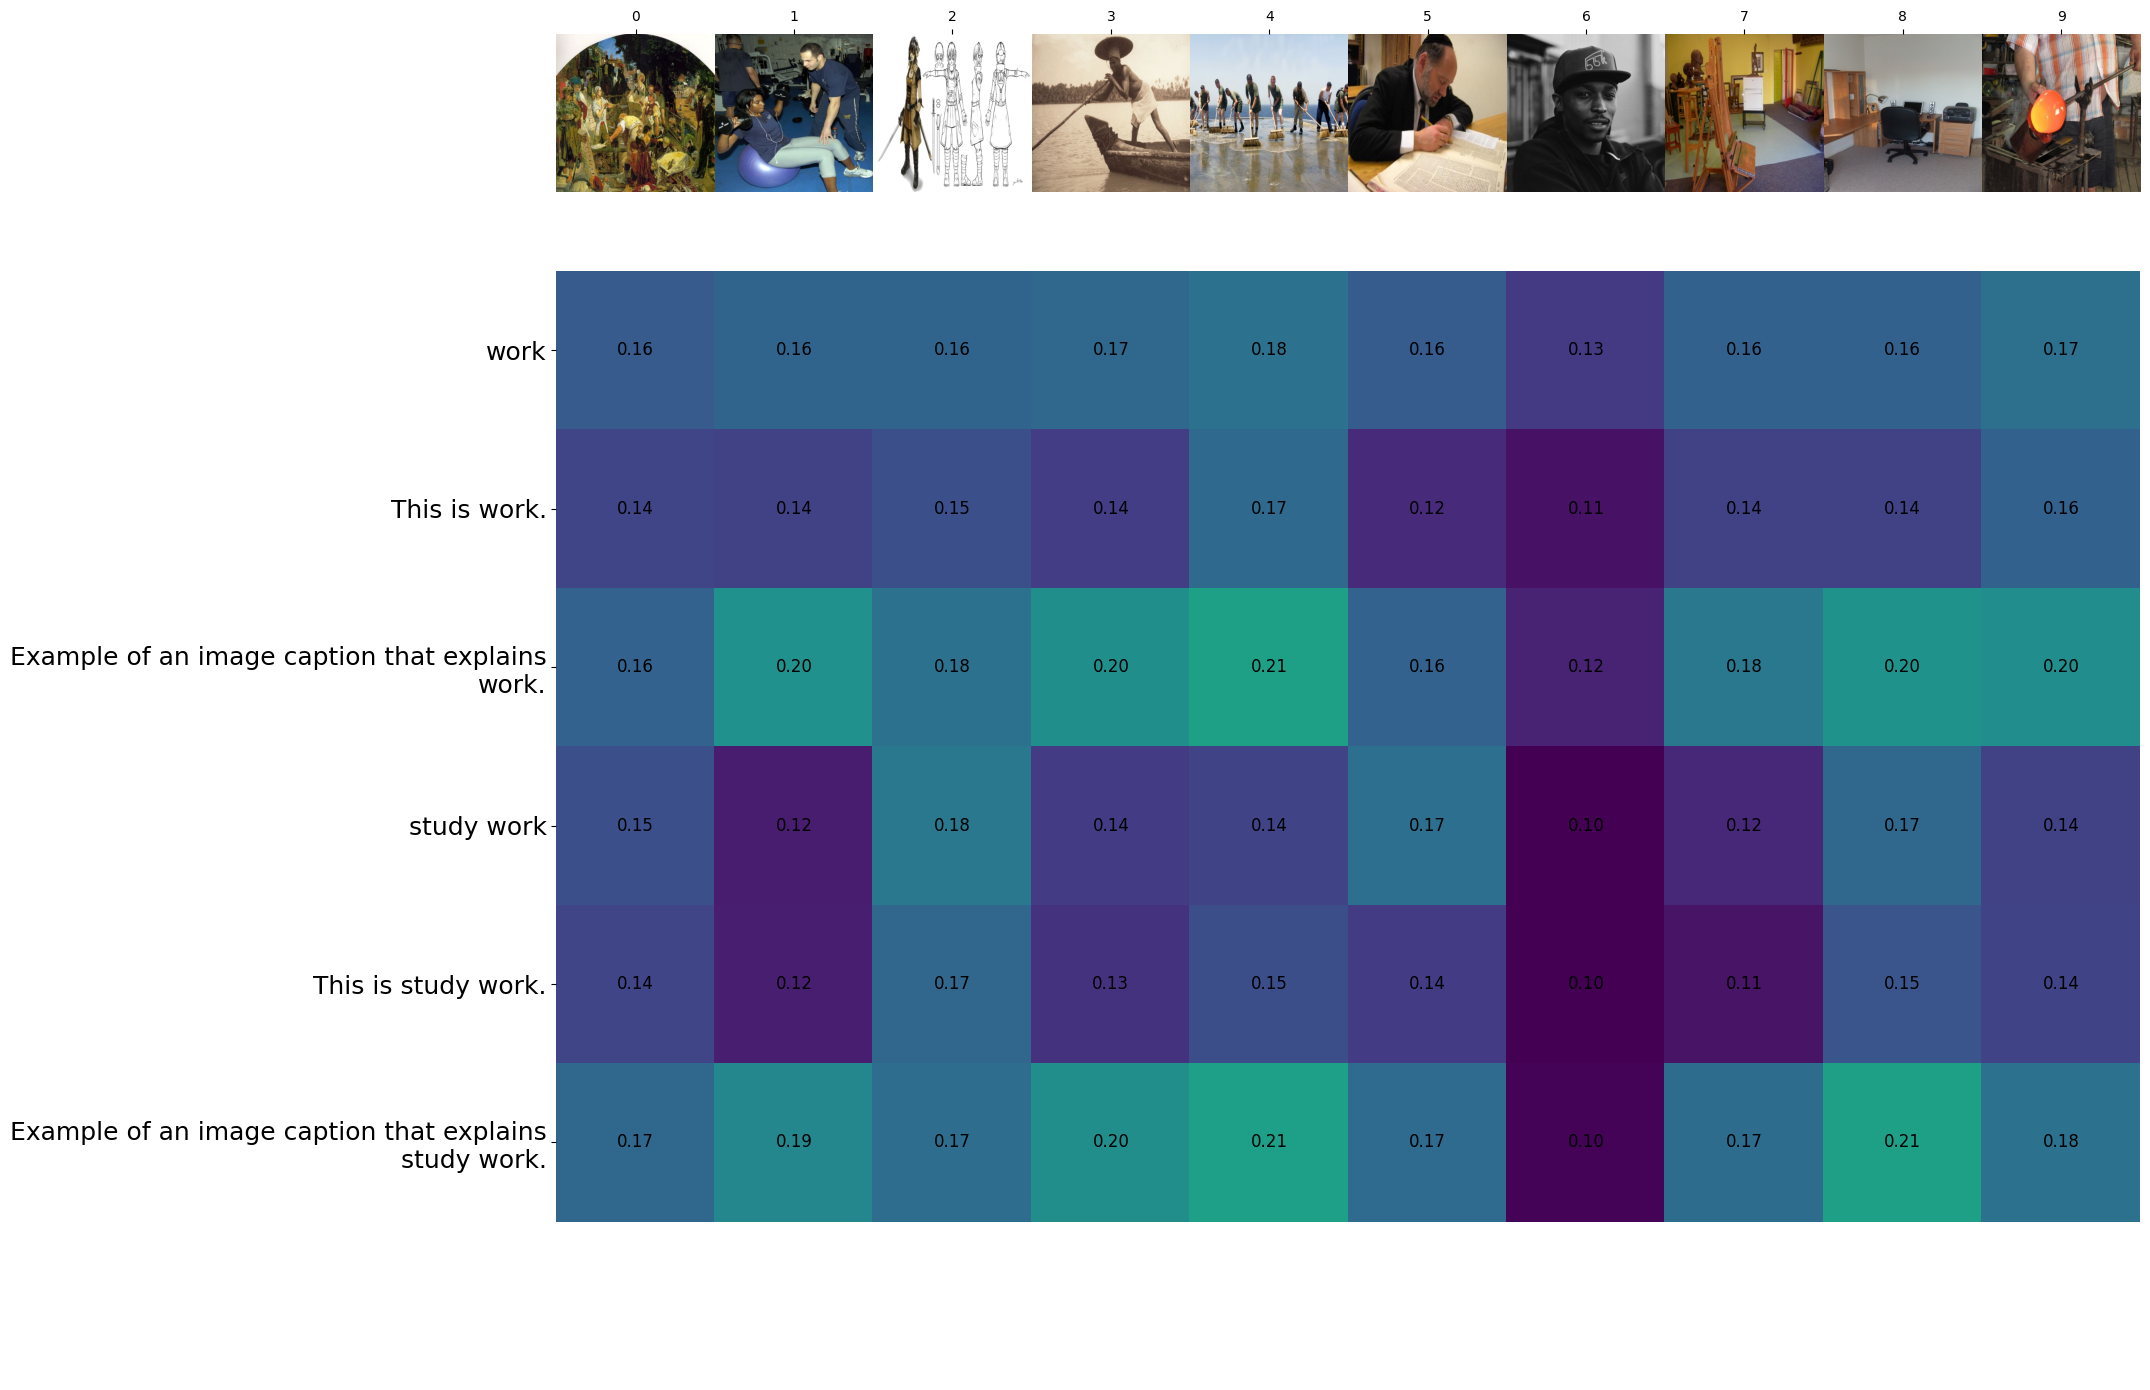 0 1 2 3 4 5 6 7 8 9
work 0.16 0.16 0.16 0.17 0.18 0.16 0.13 0.16 0.16 0.17
This is work. 0.14 0.14 0.15 0.14 0.17 0.12 0.11 0.14 0.14 0.16
Example of an image caption that explains
work. 0.16 0.20 0.18 0.20 0.21 0.16 0.12 0.18 0.20 0.20
study work 0.15 0.12 0.18 0.14 0.14 0.17 0.10 0.12 0.17 0.14
This is study work. 0.14 0.12 0.17 0.13 0.15 0.14 0.10 0.11 0.15 0.14
Example of an image caption that explains
study work. 0.17 0.19 0.17 0.20 0.21 0.17 0.10 0.17 0.21 0.18